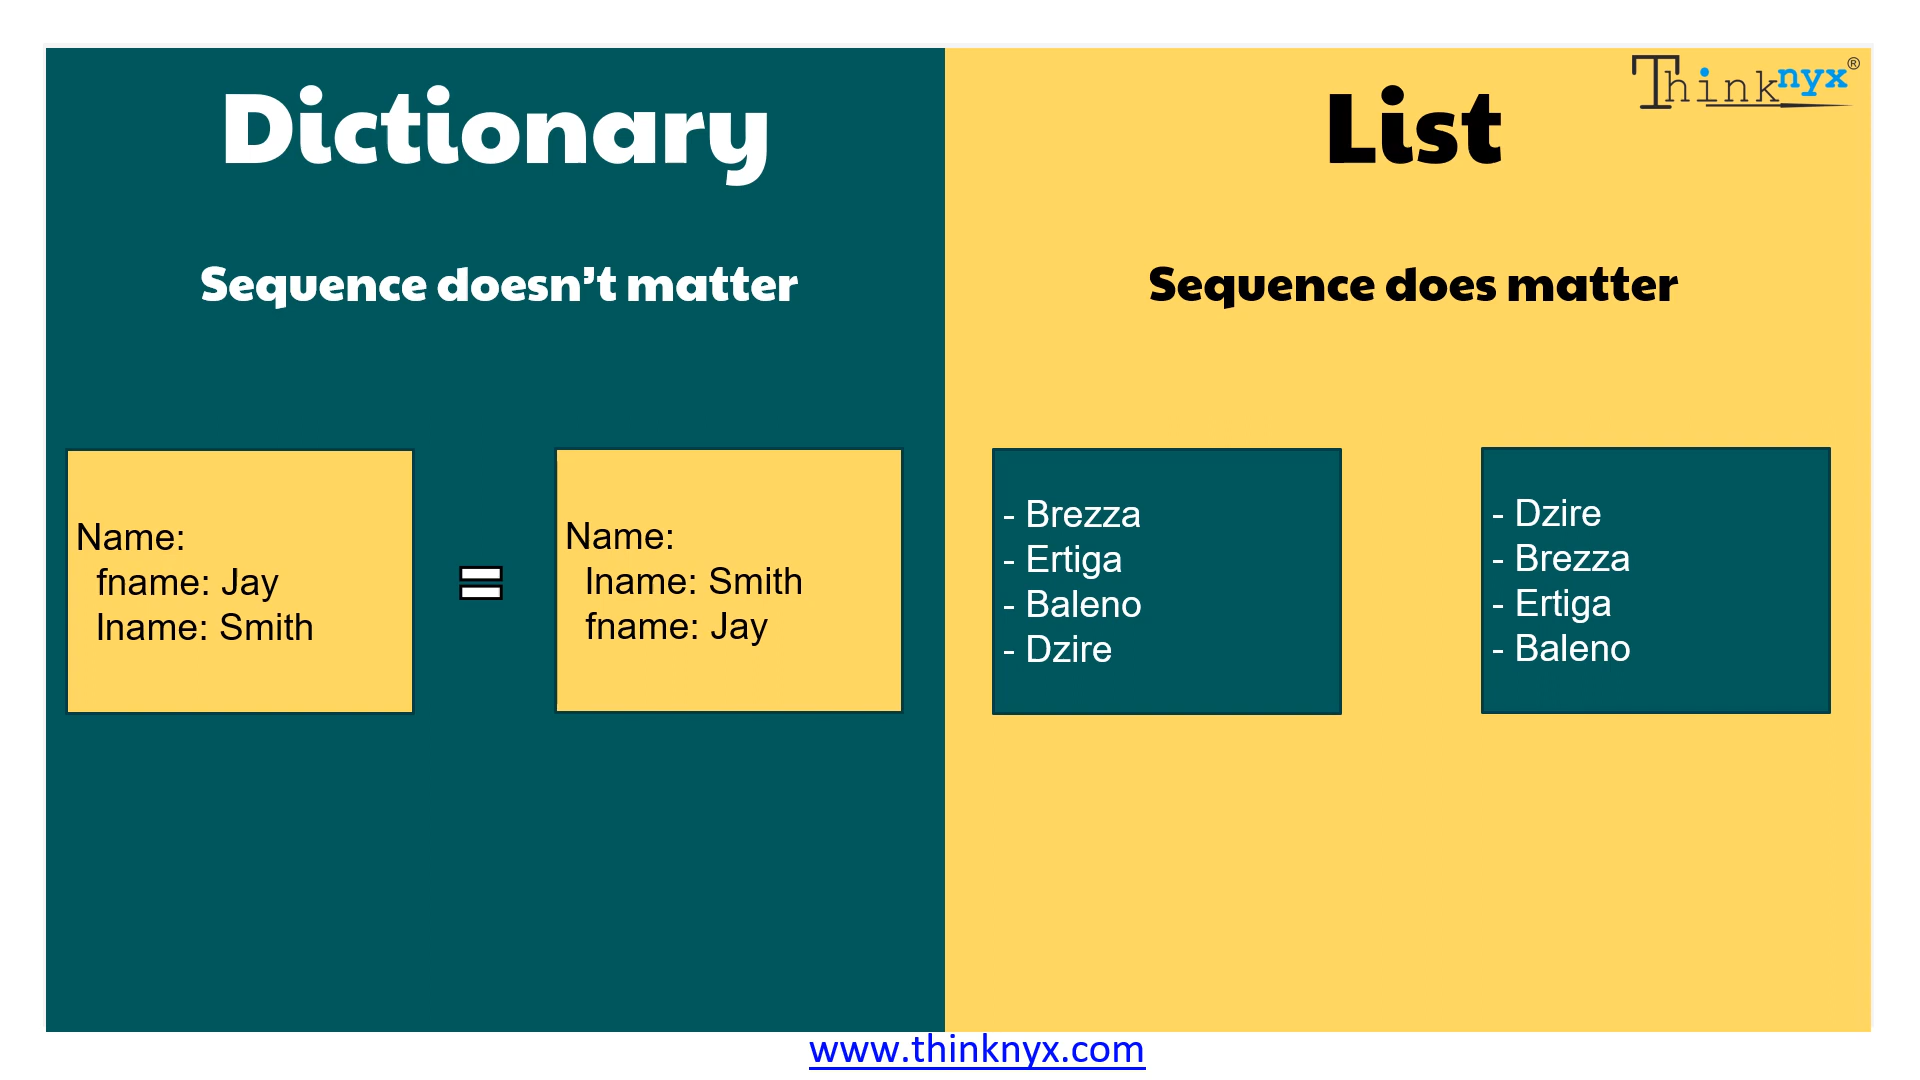 Dictionary
Sequence doesn’t matter
Name:
fname: Jay
lname: Smith
=
Name:
lname: Smith
fname: Jay
Thinknyx®
List
Sequence does matter
- Brezza
- Ertiga
- Baleno
- Dzire
- Dzire
- Brezza
- Ertiga
- Baleno
www.thinknyx.com